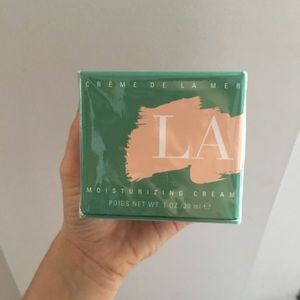 CRÈME DE LA MER
LA
MOISTURIZING CREAM
POIDS NET WT. 1 OZ/30 ml ℮